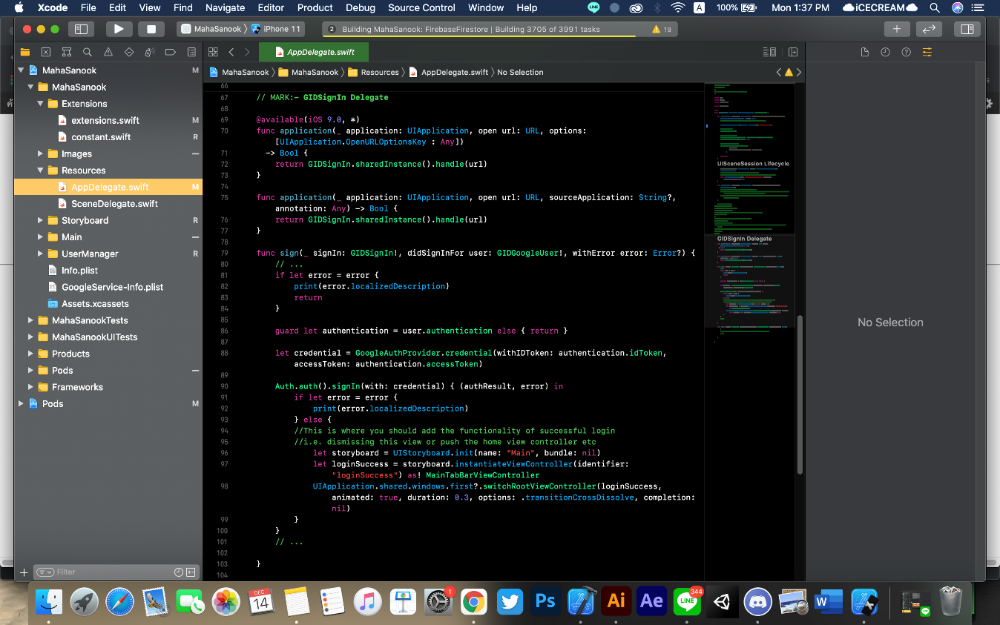 Xcode File Edit View Find Navigate Editor Product Debug Source Control Window Help
LINE A 100% Mon 1:37 PM iCECREAM
MahaSanook 〉 iPhone 11
2 Building MahaSanook: FirebaseFirestore | Building 3705 of 3991 tasks
19
AppDelegate.swift
MahaSanook 〉 MahaSanook 〉 Resources 〉 AppDelegate.swift 〉 No Selection
MahaSanook M
MahaSanook
Extensions
extensions.swift M
constant.swift R
Images
Resources
AppDelegate.swift M
SceneDelegate.swift
Storyboard R
Main
UserManager R
Info.plist
GoogleService-Info.plist
Assets.xcassets
MahaSanookTests
MahaSanookUITests
Products
Pods
Frameworks
Pods M
Filter
66
67 // MARK:- GIDSignIn Delegate
68
69 @available(iOS 9.0, *)
70 func application(_ application: UIApplication, open url: URL, options:
[UIApplication.OpenURLOptionsKey : Any])
71 -> Bool {
72 return GIDSignIn.sharedInstance().handle(url)
73 }
74
75 func application(_ application: UIApplication, open url: URL, sourceApplication: String?,
annotation: Any) -> Bool {
76 return GIDSignIn.sharedInstance().handle(url)
77 }
78
79 func sign(_ signIn: GIDSignIn!, didSignInFor user: GIDGoogleUser!, withError error: Error?) {
80 // ...
81 if let error = error {
82 print(error.localizedDescription)
83 return
84 }
85
86 guard let authentication = user.authentication else { return }
87
88 let credential = GoogleAuthProvider.credential(withIDToken: authentication.idToken,
accessToken: authentication.accessToken)
89
90 Auth.auth().signIn(with: credential) { (authResult, error) in
91 if let error = error {
92 print(error.localizedDescription)
93 } else {
94 //This is where you should add the functionality of successful login
95 //i.e. dismissing this view or push the home view controller etc
96 let storyboard = UIStoryboard.init(name: "Main", bundle: nil)
97 let loginSuccess = storyboard.instantiateViewController(identifier:
"loginSuccess") as! MainTabBarViewController
98 UIApplication.shared.windows.first?.switchRootViewController(loginSuccess,
animated: true, duration: 0.3, options: .transitionCrossDissolve, completion:
nil)
99 }
100 }
101 // ...
102
103 }
104
UISceneSession Lifecycle
GIDSignIn Delegate
No Selection
DEC
14
1
Ps
Ai
Ae
LINE
344
W